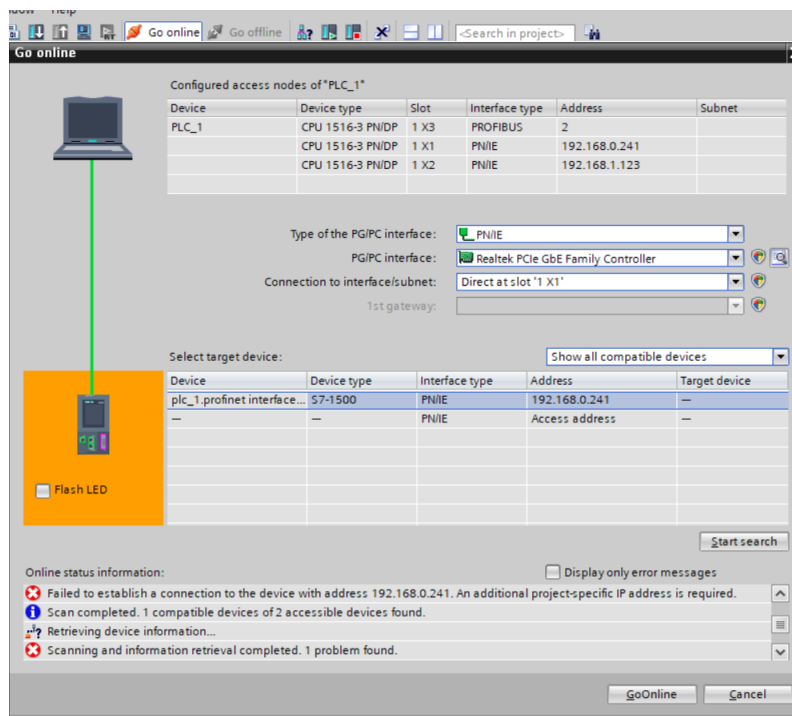 Help
Go online Go offline <Search in project>
Go online
Configured access nodes of "PLC_1"
Device Device type Slot Interface type Address Subnet
PLC_1 CPU 1516-3 PN/DP 1 X3 PROFIBUS 2
CPU 1516-3 PN/DP 1 X1 PN/IE 192.168.0.241
CPU 1516-3 PN/DP 1 X2 PN/IE 192.168.1.123
Type of the PG/PC interface: PN/IE
PG/PC interface: Realtek PCIe GbE Family Controller
Connection to interface/subnet: Direct at slot '1 X1'
1st gateway:
Select target device: Show all compatible devices
Device Device type Interface type Address Target device
plc_1.profinet interface... S7-1500 PN/IE 192.168.0.241 —
— — PN/IE Access address —
Flash LED
Start search
Online status information: Display only error messages
Failed to establish a connection to the device with address 192.168.0.241. An additional project-specific IP address is required.
Scan completed. 1 compatible devices of 2 accessible devices found.
Retrieving device information...
Scanning and information retrieval completed. 1 problem found.
GoOnline Cancel